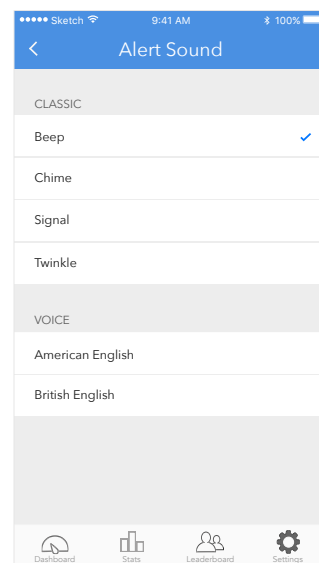 Sketch 9:41 AM 100%
Alert Sound
CLASSIC
Beep
Chime
Signal
Twinkle
VOICE
American English
British English
Dashboard Stats Leaderboard Settings